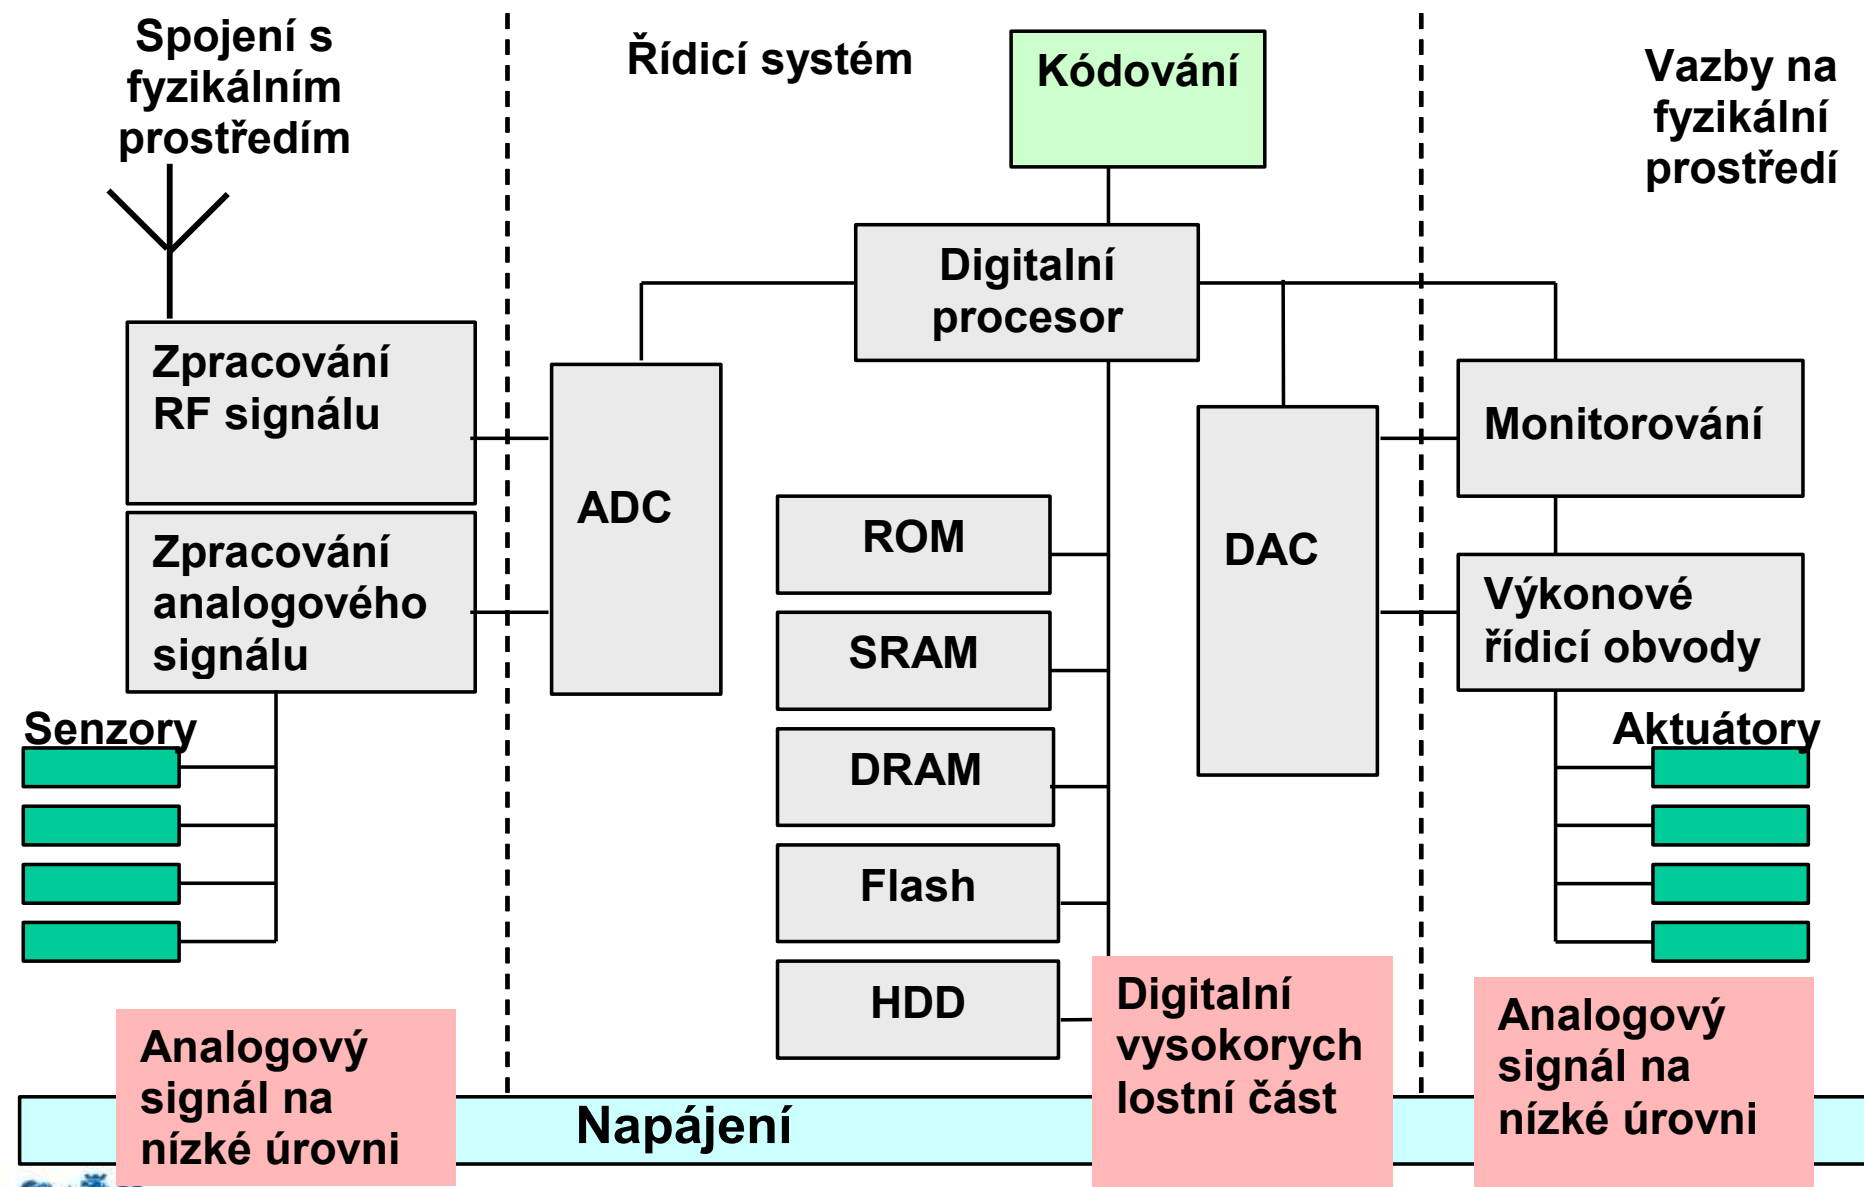 Spojení s
fyzikálním
prostředím
Řídicí systém
Kódování
Vazby na
fyzikální
prostředí
Digitalní
procesor
Zpracování
RF signálu
ADC
Monitorování
ROM
DAC
Zpracování
analogového
signálu
Výkonové
řídicí obvody
SRAM
Senzory
Aktuátory
DRAM
Flash
HDD
Digitalní
vysokorych
lostní část
Analogový
signál na
nízké úrovni
Analogový
signál na
nízké úrovni
Napájení